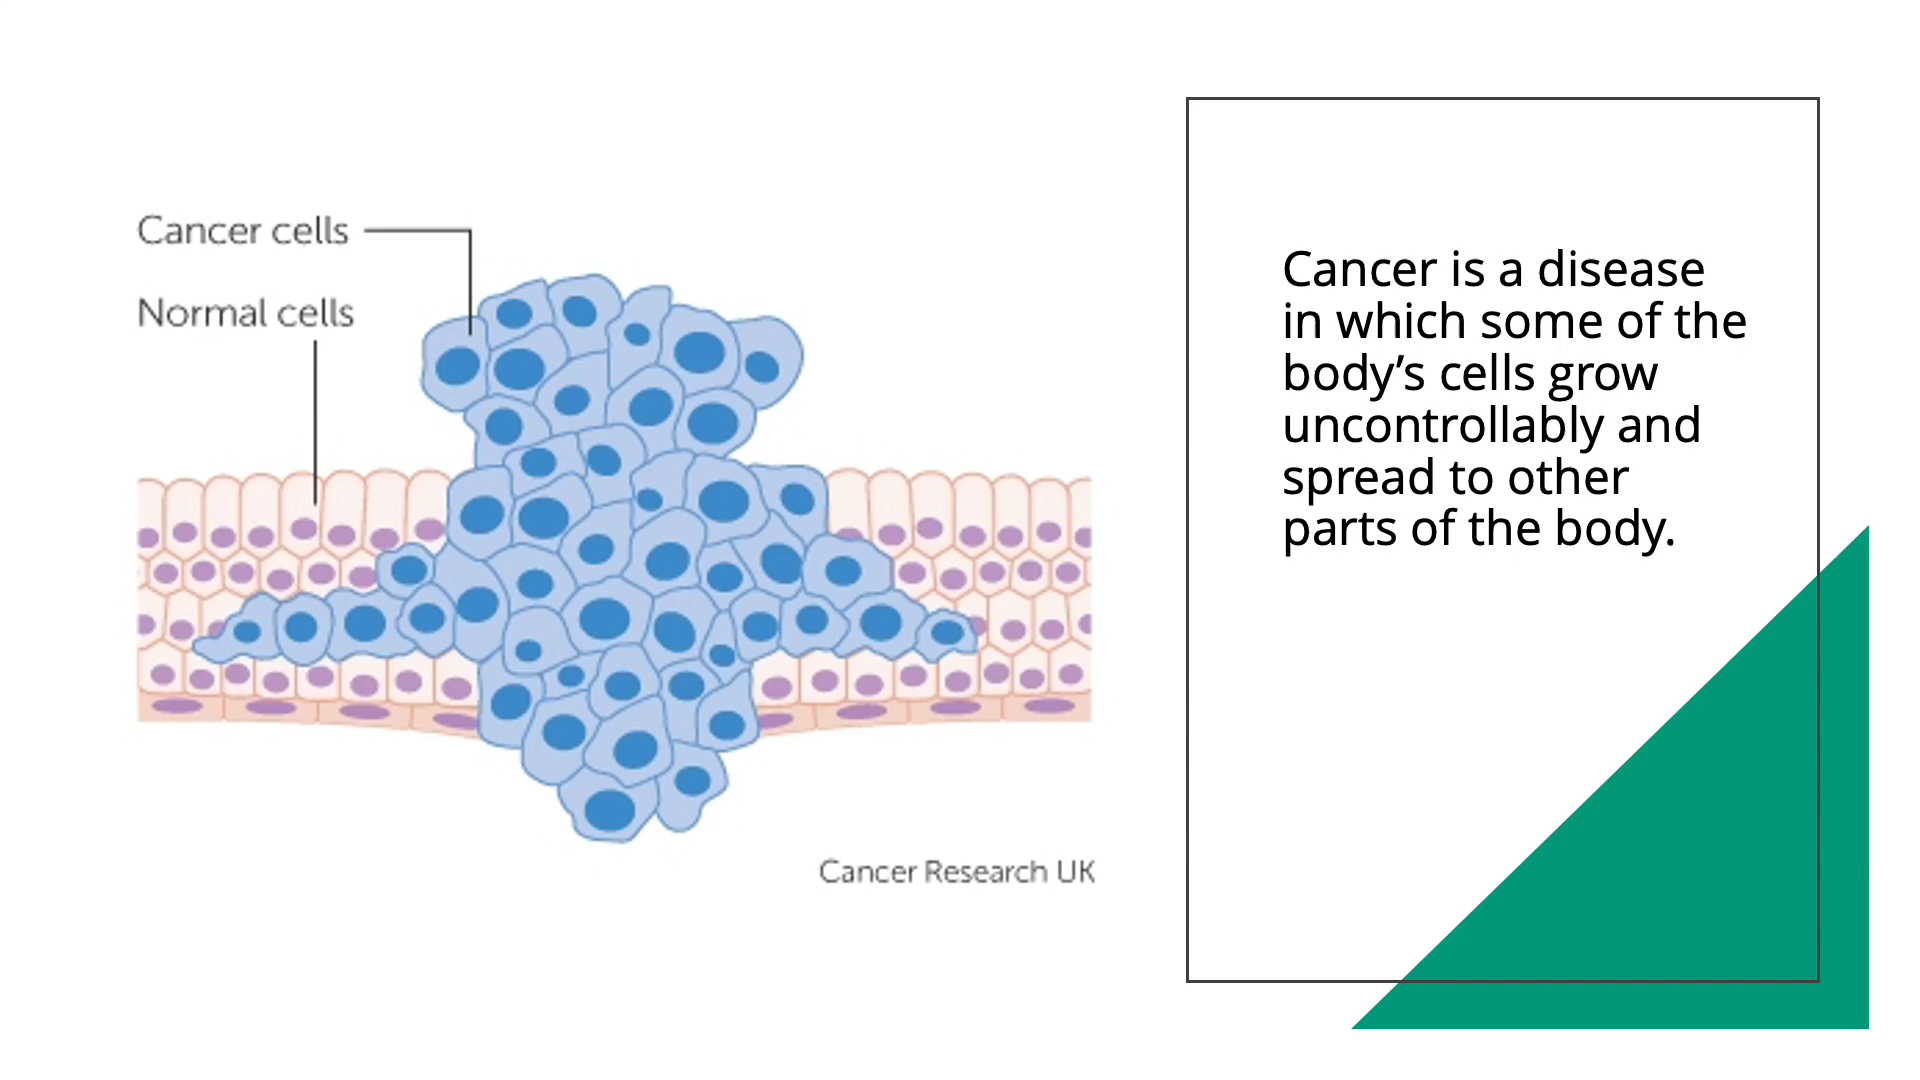 Cancer cells
Normal cells
Cancer Research UK
Cancer is a disease
in which some of the
body’s cells grow
uncontrollably and
spread to other
parts of the body.